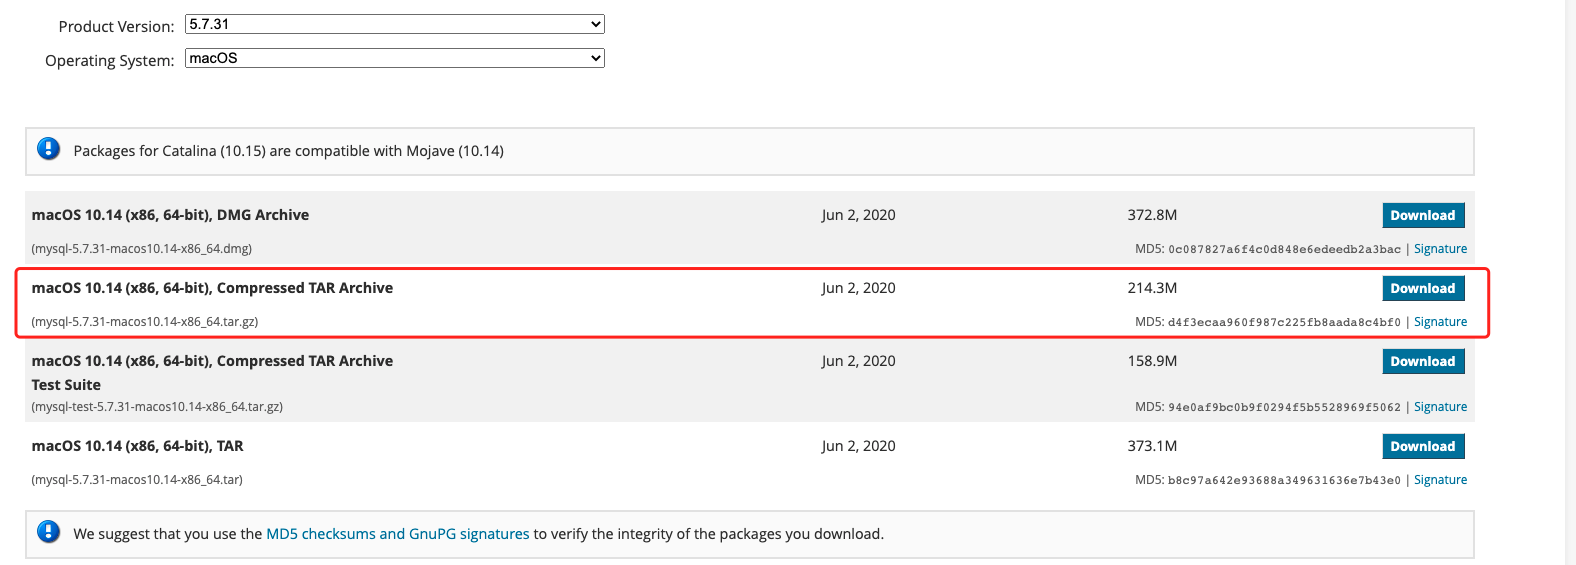 Product Version: 5.7.31
Operating System: macOS
Packages for Catalina (10.15) are compatible with Mojave (10.14)
macOS 10.14 (x86, 64-bit), DMG Archive Jun 2, 2020 372.8M Download
(mysql-5.7.31-macos10.14-x86_64.dmg) MD5: 0c087827a6f4c0d848e6edeedb2a3bac | Signature
macOS 10.14 (x86, 64-bit), Compressed TAR Archive Jun 2, 2020 214.3M Download
(mysql-5.7.31-macos10.14-x86_64.tar.gz) MD5: d4f3ecaa960f987c225fb8aada8c4bf0 | Signature
macOS 10.14 (x86, 64-bit), Compressed TAR Archive Jun 2, 2020 158.9M Download
Test Suite
(mysql-test-5.7.31-macos10.14-x86_64.tar.gz) MD5: 94e0af9bc0b9f0294f5b5528969f5062 | Signature
macOS 10.14 (x86, 64-bit), TAR Jun 2, 2020 373.1M Download
(mysql-5.7.31-macos10.14-x86_64.tar) MD5: b8c97a642e93688a349631636e7b43e0 | Signature
We suggest that you use the MD5 checksums and GnuPG signatures to verify the integrity of the packages you download.